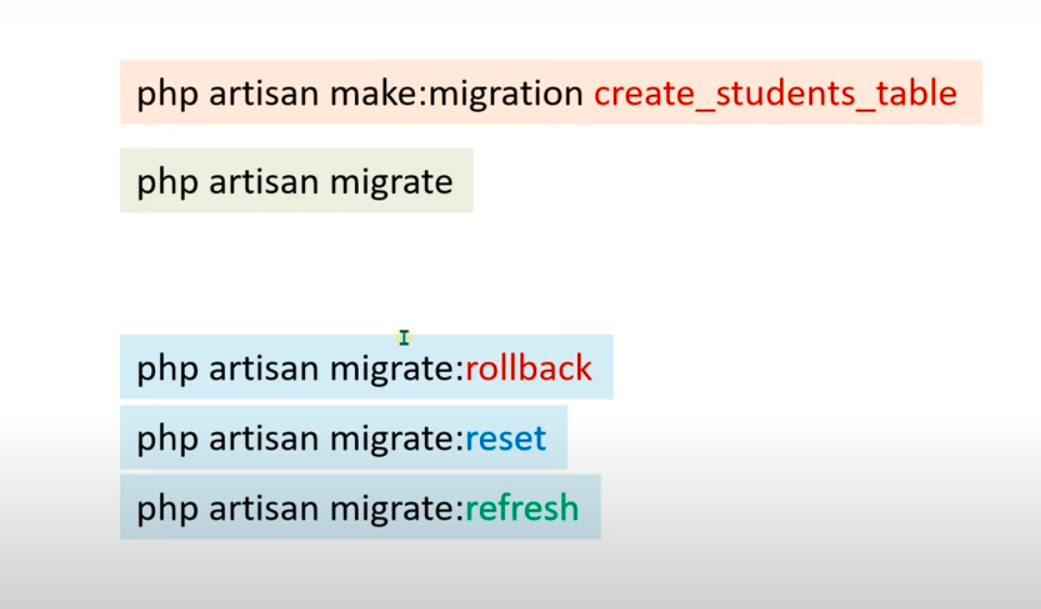 php artisan make:migration create_students_table
php artisan migrate
php artisan migrate:rollback
php artisan migrate:reset
php artisan migrate:refresh